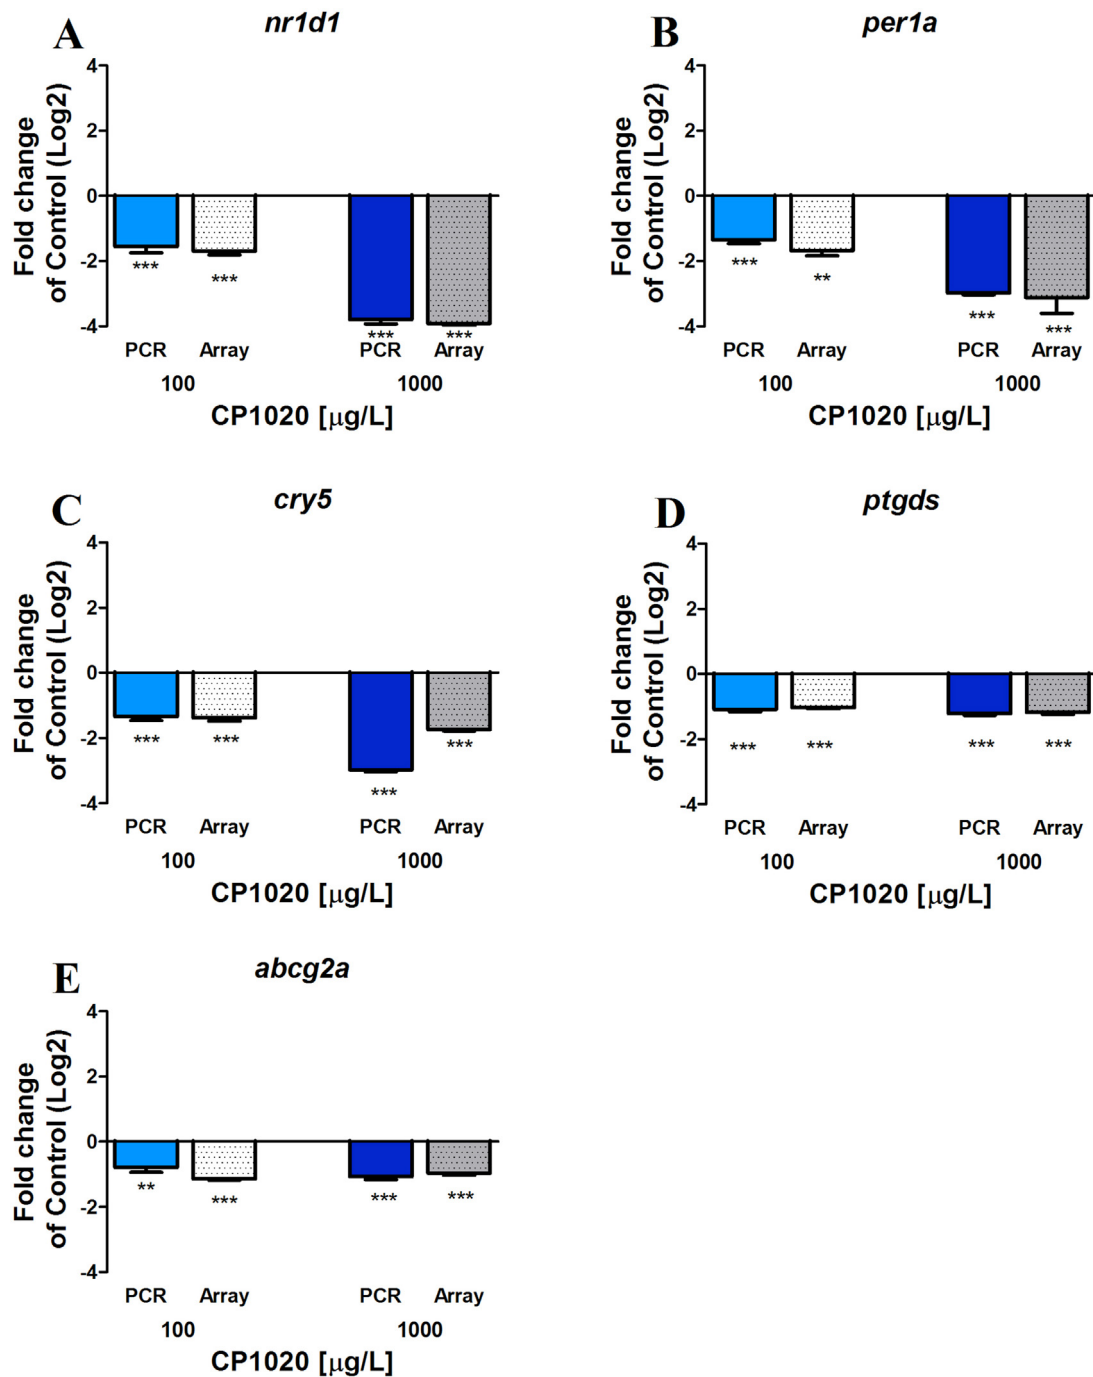 A
nr1d1
Fold change
of Control (Log2)
4
2
0
-2
-4
*** *** *** ***
PCR Array PCR Array
100 1000
CP1020 [μg/L]
B
per1a
Fold change
of Control (Log2)
4
2
0
-2
-4
*** ** *** ***
PCR Array PCR Array
100 1000
CP1020 [μg/L]
C
cry5
Fold change
of Control (Log2)
4
2
0
-2
-4
*** *** *** ***
PCR Array PCR Array
100 1000
CP1020 [μg/L]
D
ptgds
Fold change
of Control (Log2)
4
2
0
-2
-4
*** *** *** ***
PCR Array PCR Array
100 1000
CP1020 [μg/L]
E
abcg2a
Fold change
of Control (Log2)
4
2
0
-2
-4
** *** *** ***
PCR Array PCR Array
100 1000
CP1020 [μg/L]